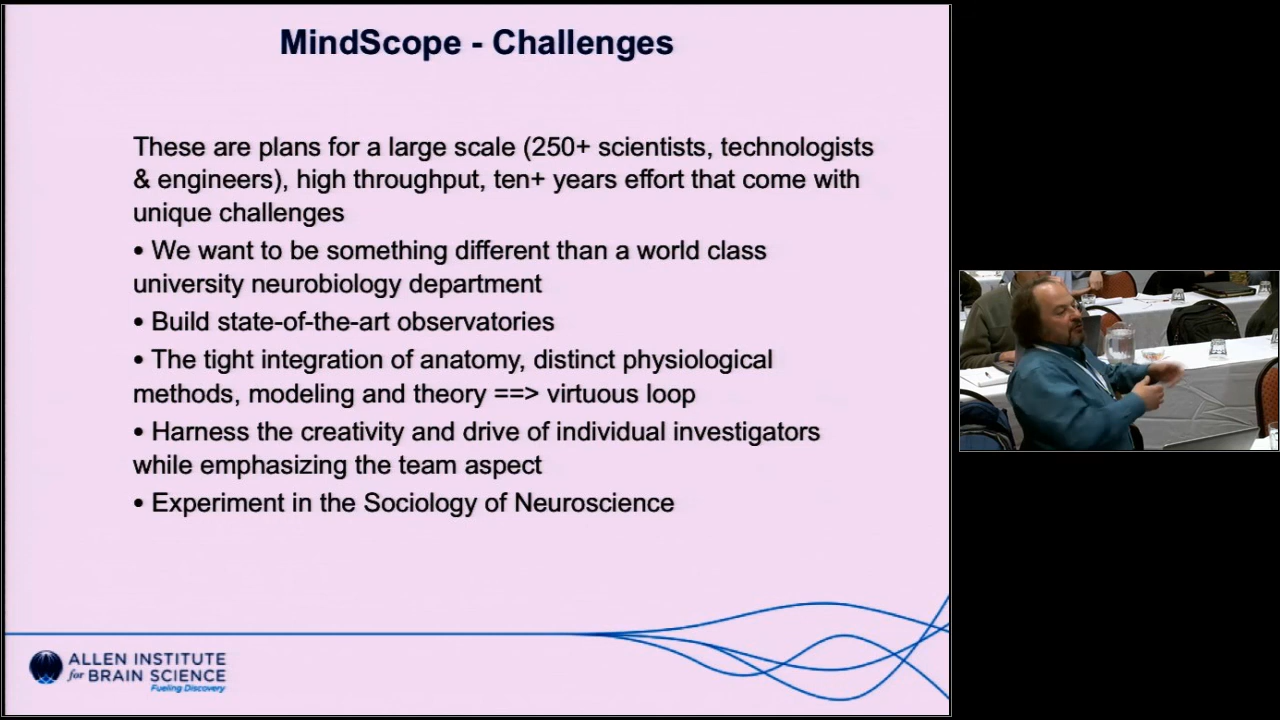 MindScope - Challenges
These are plans for a large scale (250+ scientists, technologists
& engineers), high throughput, ten+ years effort that come with
unique challenges
• We want to be something different than a world class
university neurobiology department
• Build state-of-the-art observatories
• The tight integration of anatomy, distinct physiological
methods, modeling and theory ==> virtuous loop
• Harness the creativity and drive of individual investigators
while emphasizing the team aspect
• Experiment in the Sociology of Neuroscience
ALLEN INSTITUTE
for BRAIN SCIENCE
Fueling Discovery